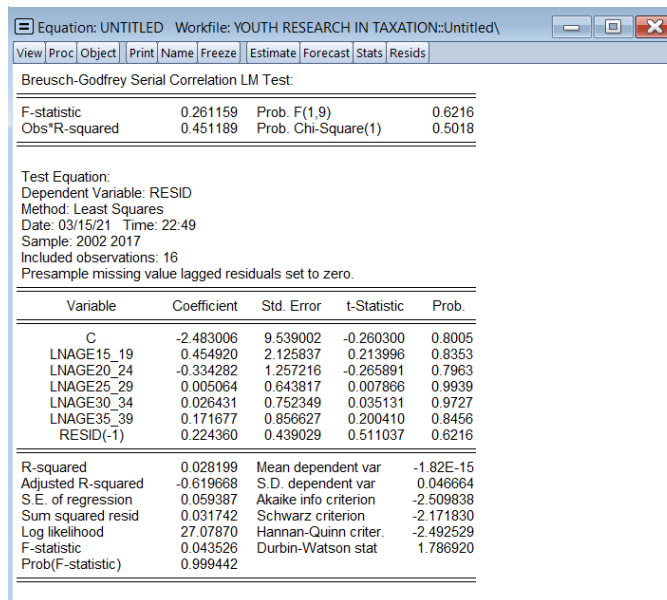 Equation: UNTITLED Workfile: YOUTH RESEARCH IN TAXATION::Untitled\
View Proc Object Print Name Freeze Estimate Forecast Stats Resids
Breusch-Godfrey Serial Correlation LM Test:
F-statistic 0.261159 Prob. F(1,9) 0.6216
Obs*R-squared 0.451189 Prob. Chi-Square(1) 0.5018
Test Equation:
Dependent Variable: RESID
Method: Least Squares
Date: 03/15/21 Time: 22:49
Sample: 2002 2017
Included observations: 16
Presample missing value lagged residuals set to zero.
Variable Coefficient Std. Error t-Statistic Prob.
C -2.483006 9.539002 -0.260300 0.8005
LNAGE15_19 0.454920 2.125837 0.213996 0.8353
LNAGE20_24 -0.334282 1.257216 -0.265891 0.7963
LNAGE25_29 0.005064 0.643817 0.007866 0.9939
LNAGE30_34 0.026431 0.752349 0.035131 0.9727
LNAGE35_39 0.171677 0.856627 0.200410 0.8456
RESID(-1) 0.224360 0.439029 0.511037 0.6216
R-squared 0.028199 Mean dependent var -1.82E-15
Adjusted R-squared -0.619668 S.D. dependent var 0.046664
S.E. of regression 0.059387 Akaike info criterion -2.509838
Sum squared resid 0.031742 Schwarz criterion -2.171830
Log likelihood 27.07870 Hannan-Quinn criter. -2.492529
F-statistic 0.043526 Durbin-Watson stat 1.786920
Prob(F-statistic) 0.999442